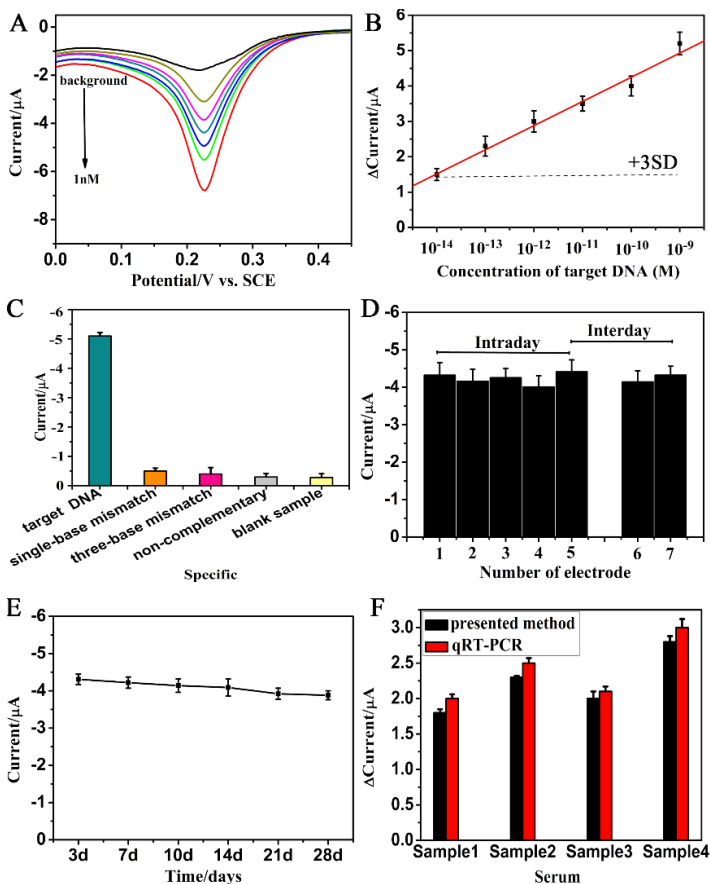 A
0
-2
-4
-6
-8
Current/μA
background
1nM
0.0 0.1 0.2 0.3 0.4
Potential/V vs. SCE
B
6
5
4
3
2
1
0
ΔCurrent/μA
+3SD
10-14 10-13 10-12 10-11 10-10 10-9
Concentration of target DNA (M)
C
-6
-5
-4
-3
-2
-1
0
Current/μA
target DNA
single-base mismatch
three-base mismatch
non-complementary
blank sample
Specific
D
-6
-5
-4
-3
-2
-1
0
Current/μA
Intraday
Interday
1 2 3 4 5 6 7
Number of electrode
E
-6
-5
-4
-3
-2
-1
0
Current/μA
3d 7d 10d 14d 21d 28d
Time/days
F
3.0
2.5
2.0
1.5
1.0
0.5
0.0
ΔCurrent/μA
presented method
qRT-PCR
Sample1 Sample2 Sample3 Sample4
Serum